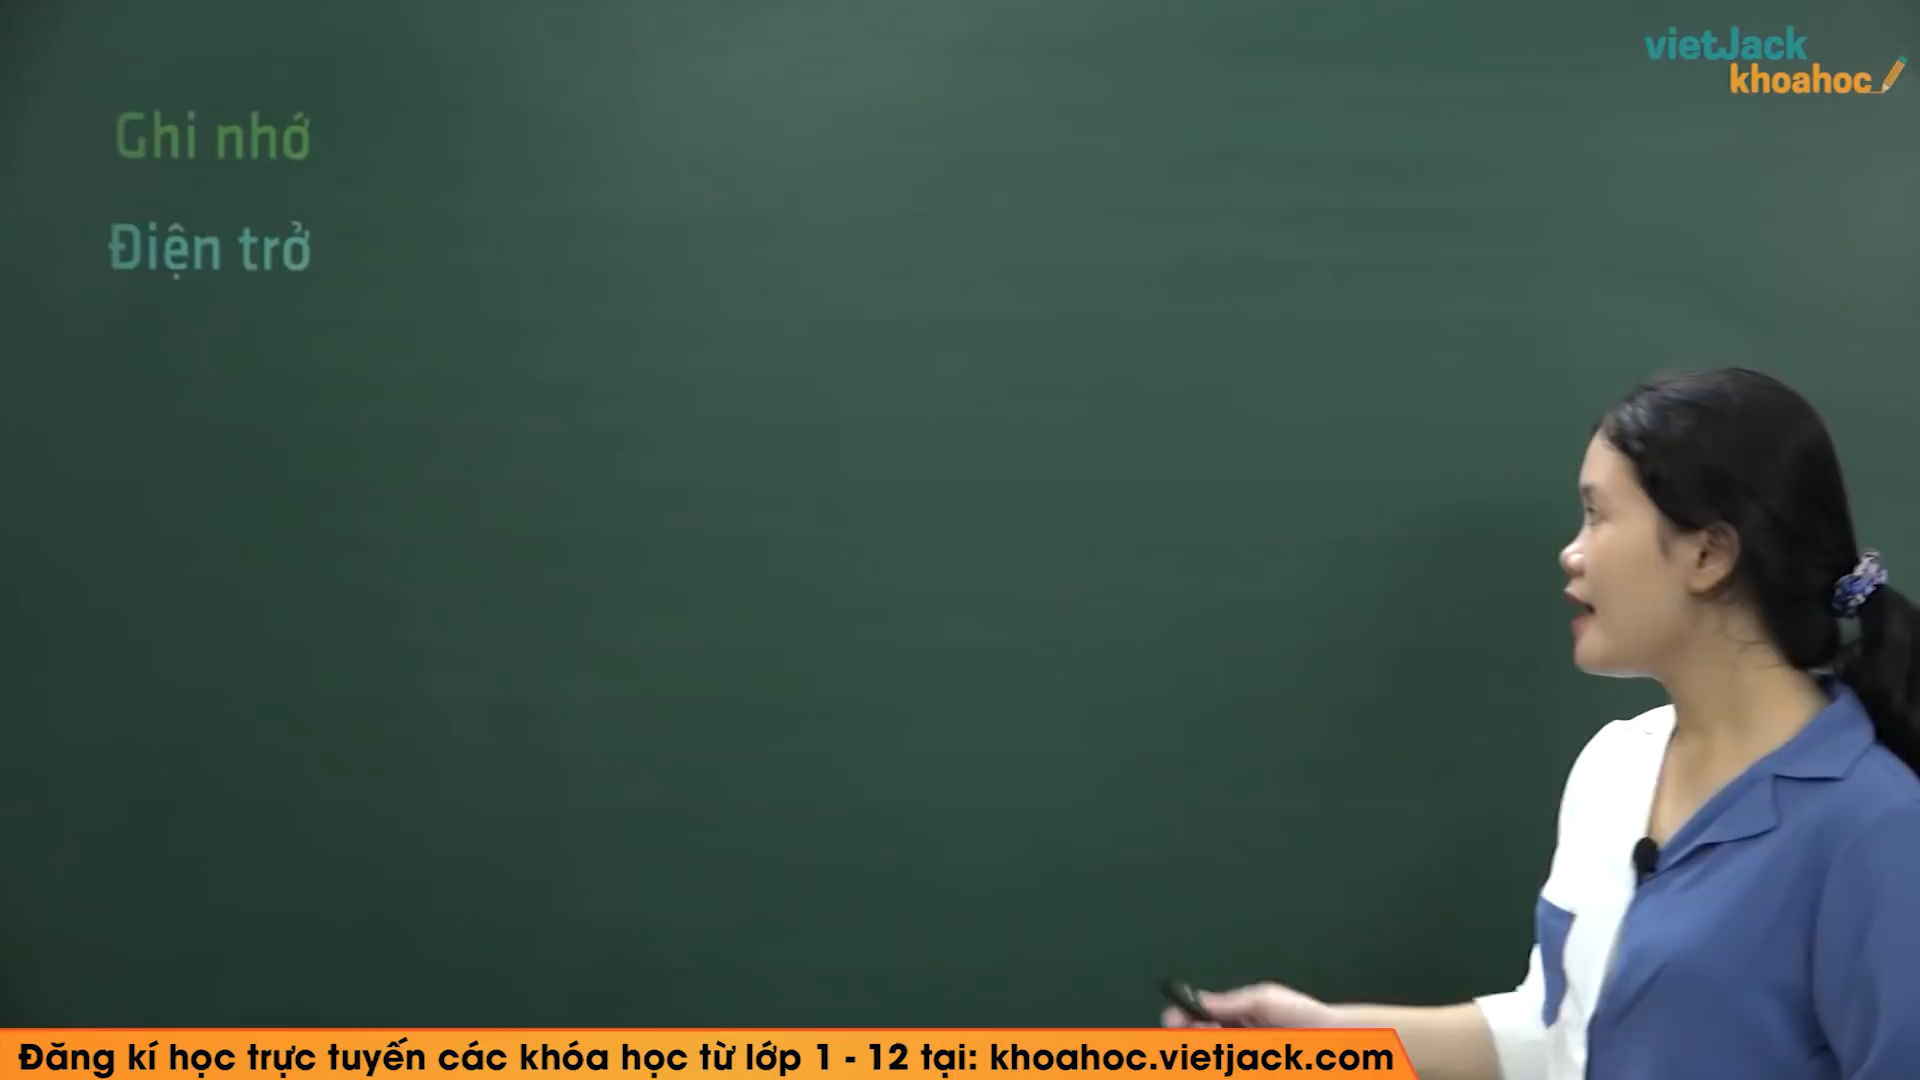 vietJack
khoahoc
Ghi nhớ
Điện trở
Đăng kí học trực tuyến các khóa học từ lớp 1 - 12 tại: khoahoc.vietjack.com